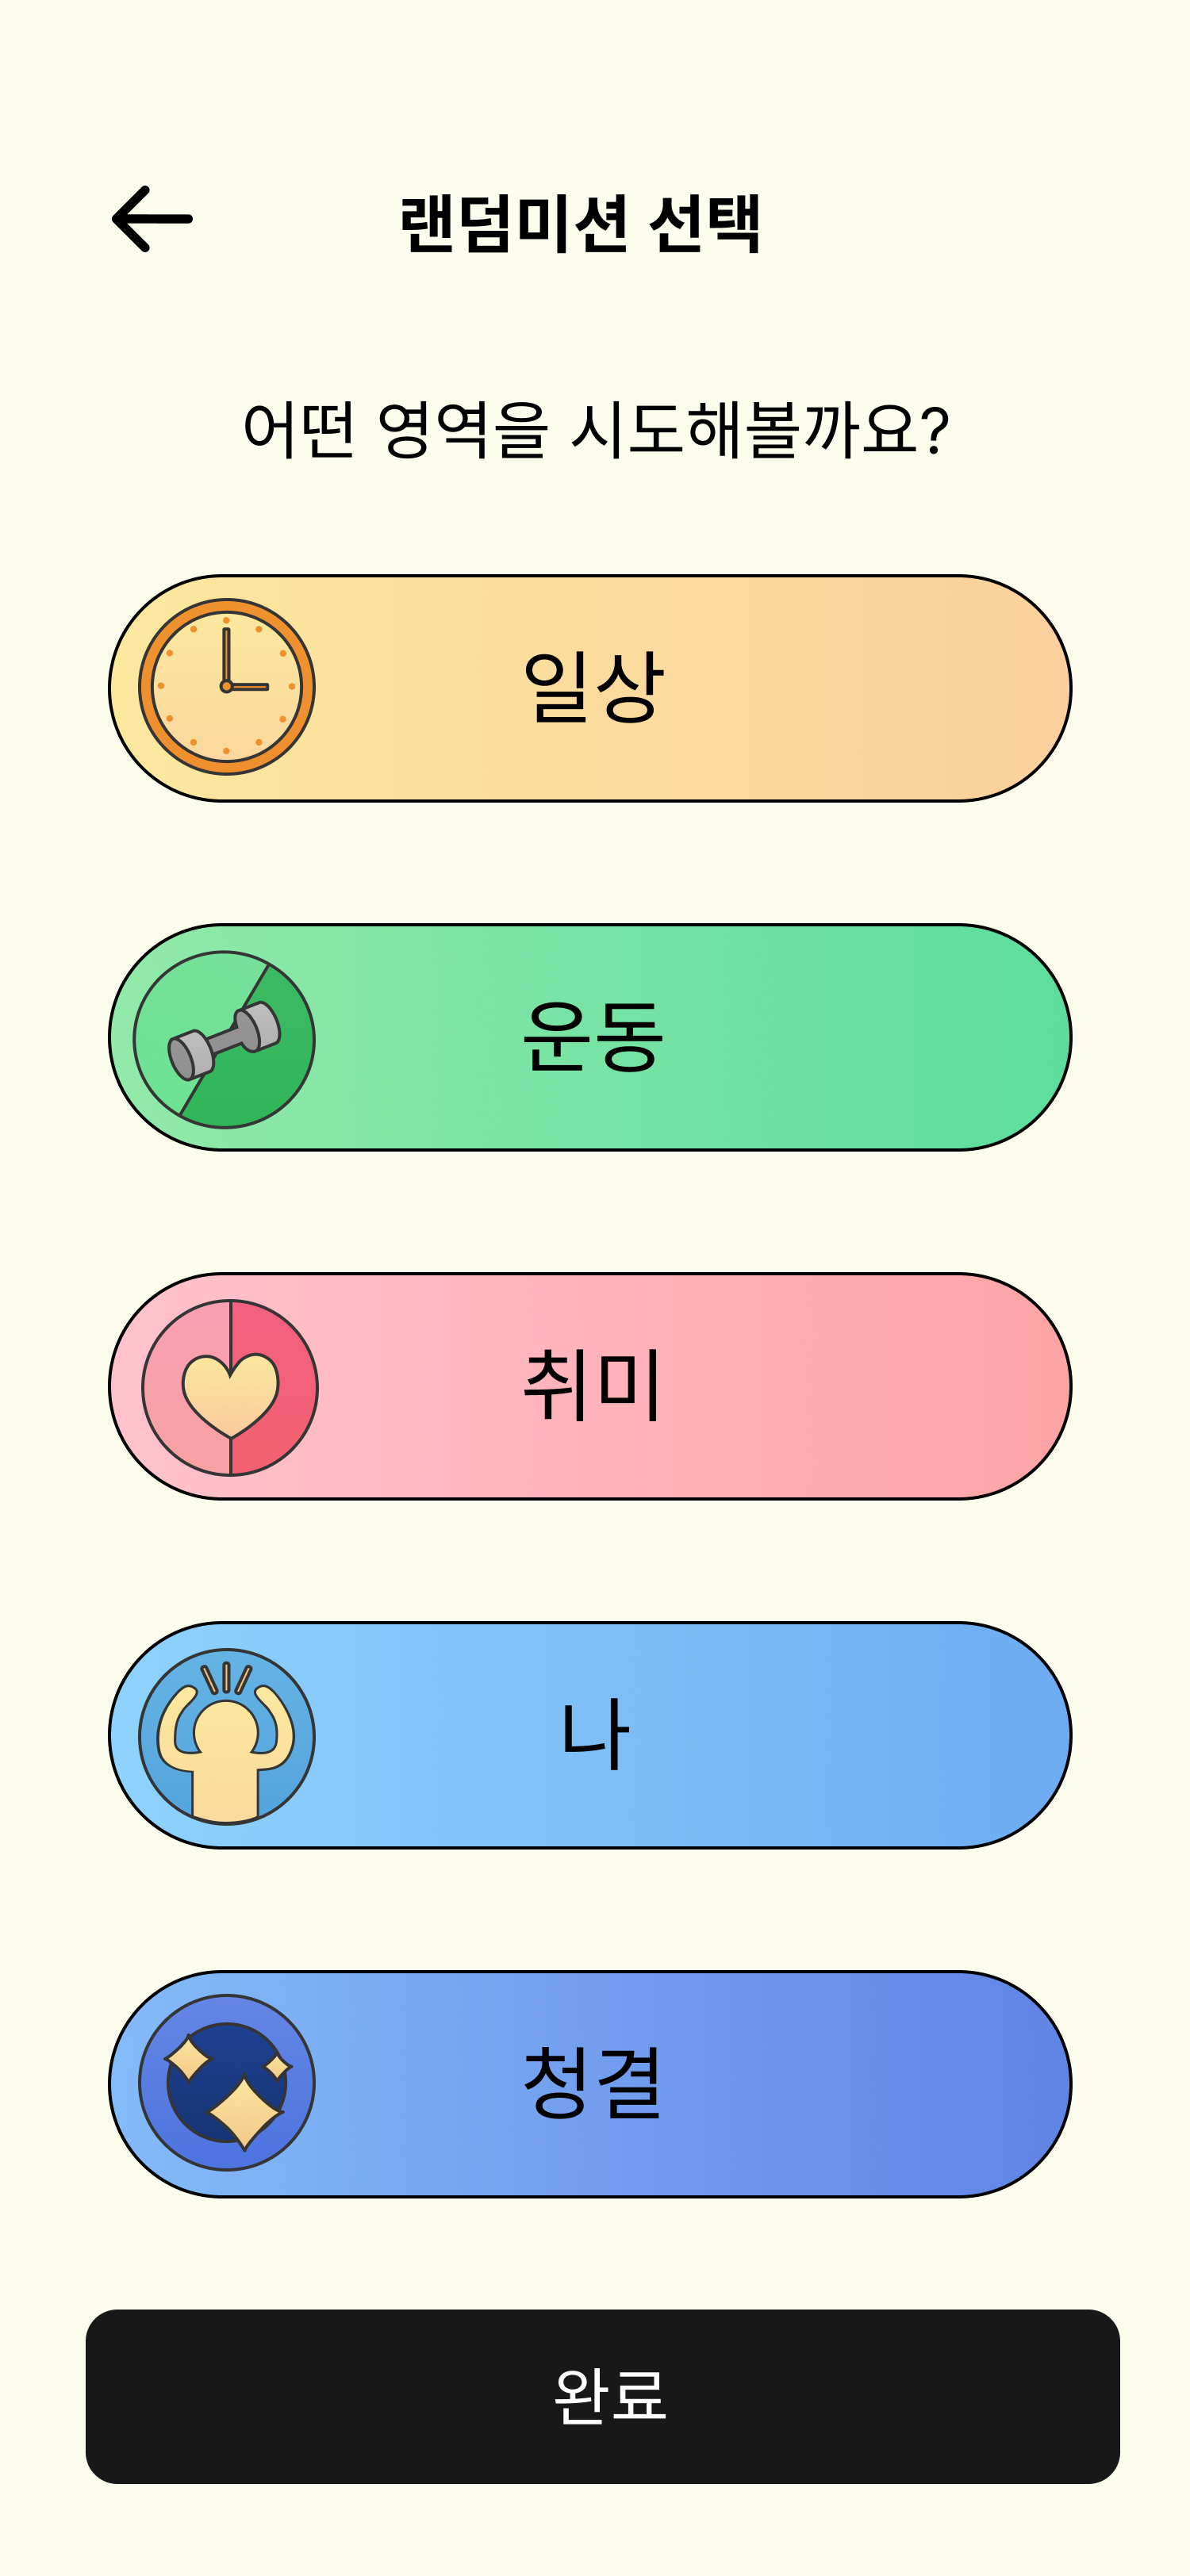 랜덤미션 선택
어떤 영역을 시도해볼까요?
일상
운동
취미
나
청결
완료